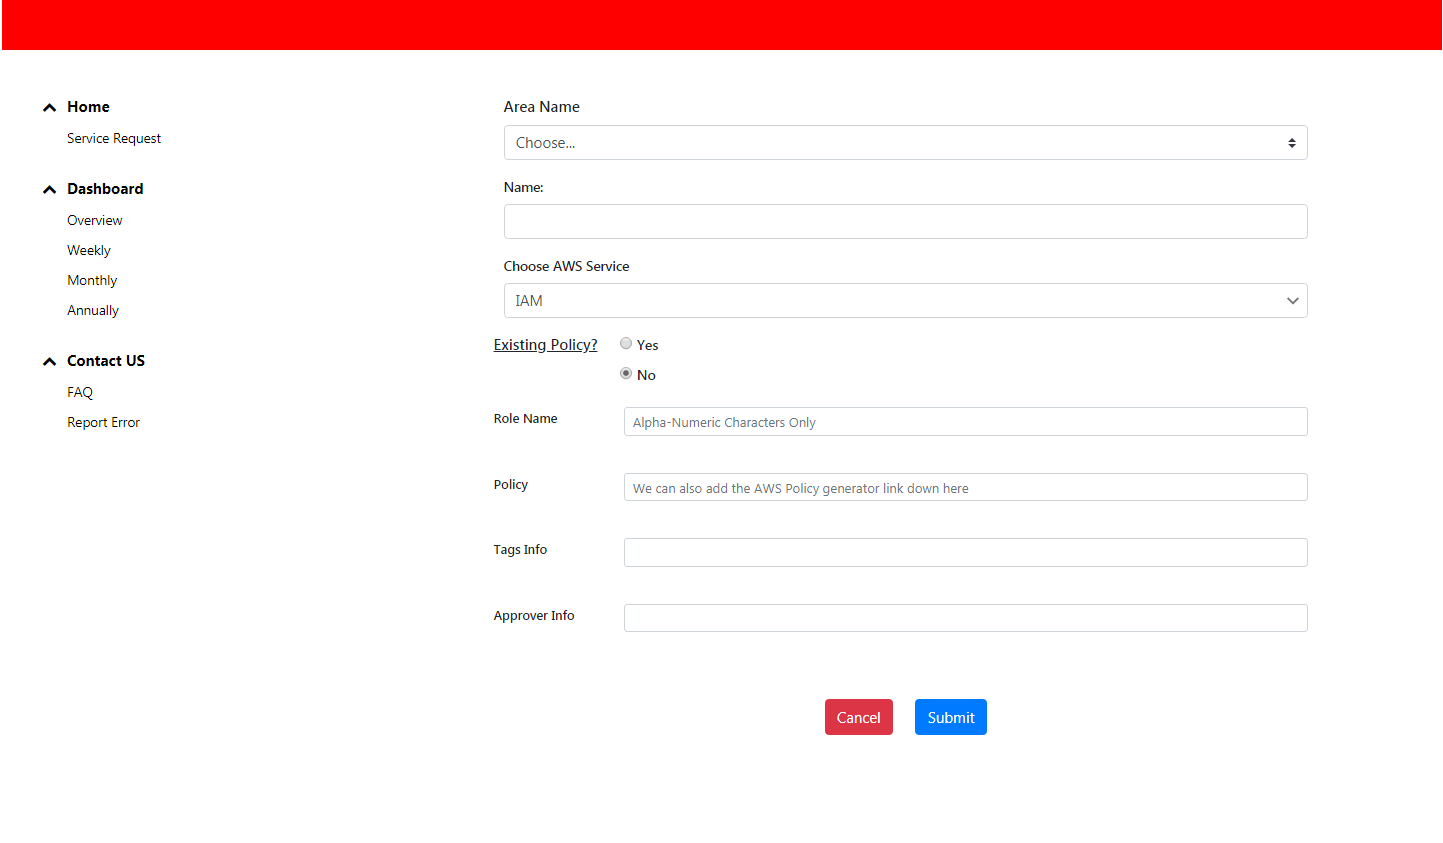 Home
Service Request
Dashboard
Overview
Weekly
Monthly
Annually
Contact US
FAQ
Report Error
Area Name
Choose...
Name:
Choose AWS Service
IAM
Existing Policy? Yes
No
Role Name Alpha-Numeric Characters Only
Policy We can also add the AWS Policy generator link down here
Tags Info
Approver Info
Cancel Submit